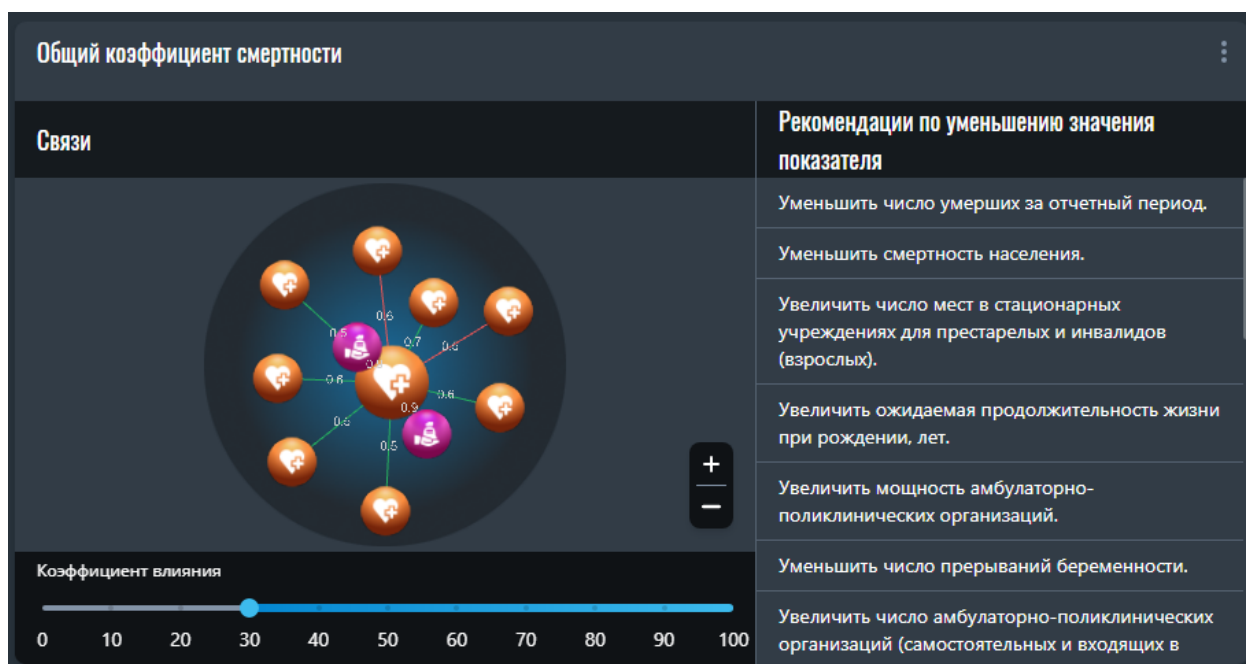 Общий коэффициент смертности
Связи
Рекомендации по уменьшению значения
показателя
0.6
0.5
0.7
0.6
0.6
0.9
0.5
Уменьшить число умерших за отчетный период.
Уменьшить смертность населения.
Увеличить число мест в стационарных
учреждениях для престарелых и инвалидов
(взрослых).
Увеличить ожидаемая продолжительность жизни
при рождении, лет.
Увеличить мощность амбулаторно-
поликлинических организаций.
Уменьшить число прерываний беременности.
Увеличить число амбулаторно-поликлинических
организаций (самостоятельных и входящих в
+
−
Коэффициент влияния
0 10 20 30 40 50 60 70 80 90 100